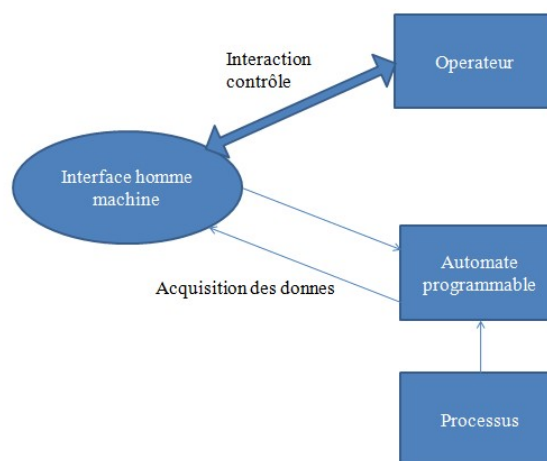 Interaction
contrôle
Operateur
Interface homme
machine
Automate
programmable
Acquisition des donnes
Processus